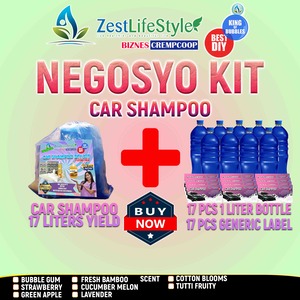 ZestLifeStyle
BIZNES CREMPCOOP
BEST DIY
KING of BUBBLES
NEGOSYO KIT
CAR SHAMPOO
CAR SHAMPOO
17 LITERS YIELD
BUY
NOW
17 PCS 1 LITER BOTTLE
17 PCS GENERIC LABEL
BUBBLE GUM FRESH BAMBOO SCENT COTTON BLOOMS
STRAWBERRY CUCUMBER MELON TUTTI FRUITY
GREEN APPLE LAVENDER